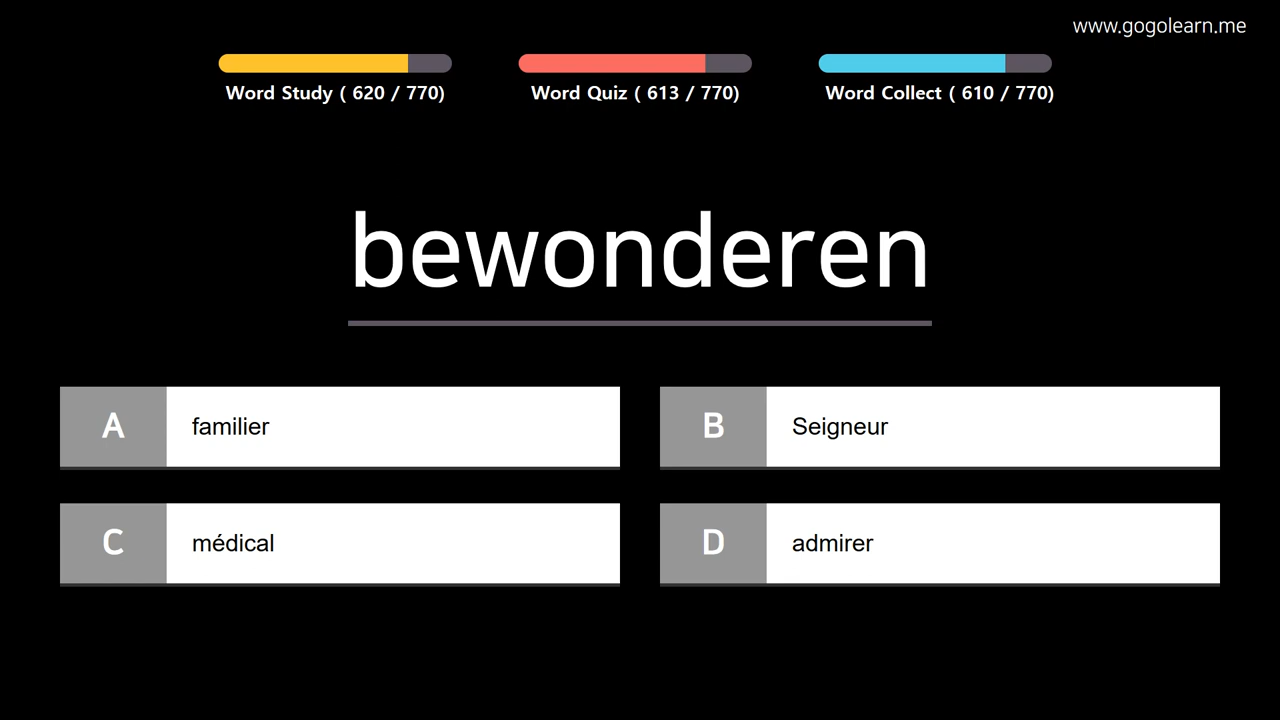 www.gogolearn.me
Word Study ( 620 / 770)
Word Quiz ( 613 / 770)
Word Collect ( 610 / 770)
bewonderen
A familier
B Seigneur
C médical
D admirer